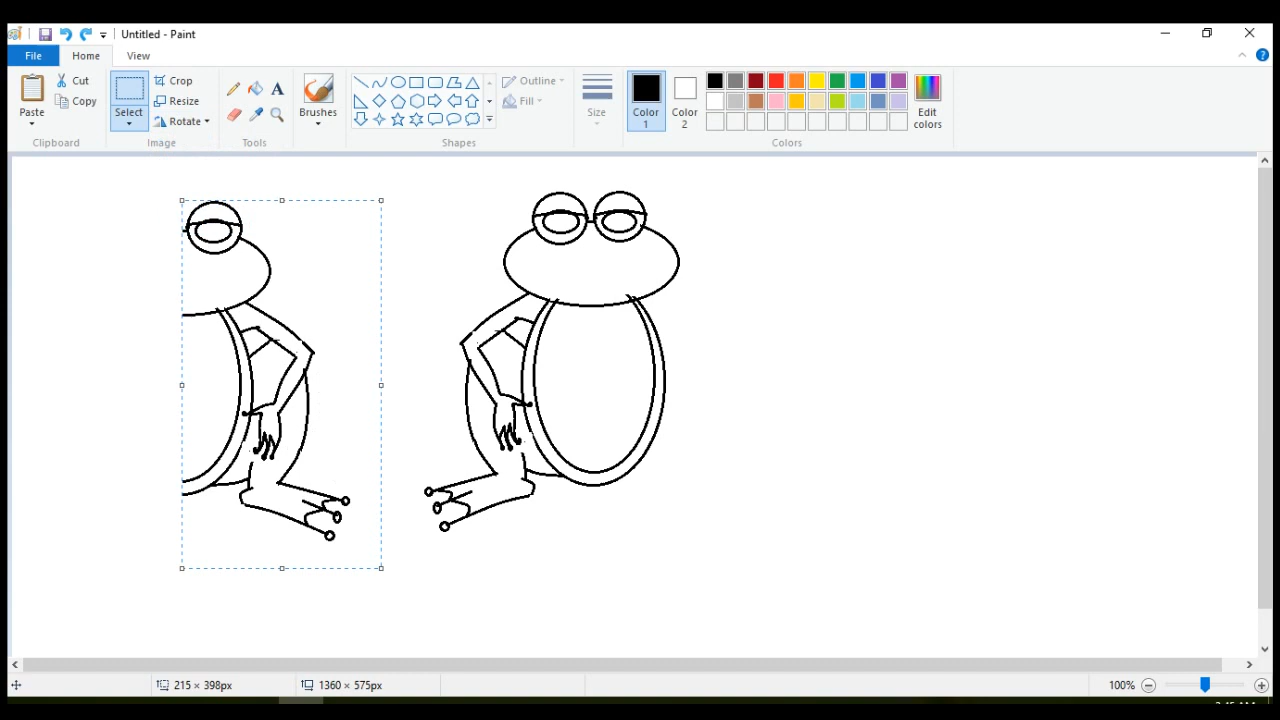 Untitled - Paint
File Home View
Paste
Cut
Copy
Clipboard
Select
Crop
Resize
Rotate
Image
Tools
Brushes
Shapes
Outline
Fill
Size
Color 1
Color 2
Edit colors
Colors
215 × 398px
1360 × 575px
100%